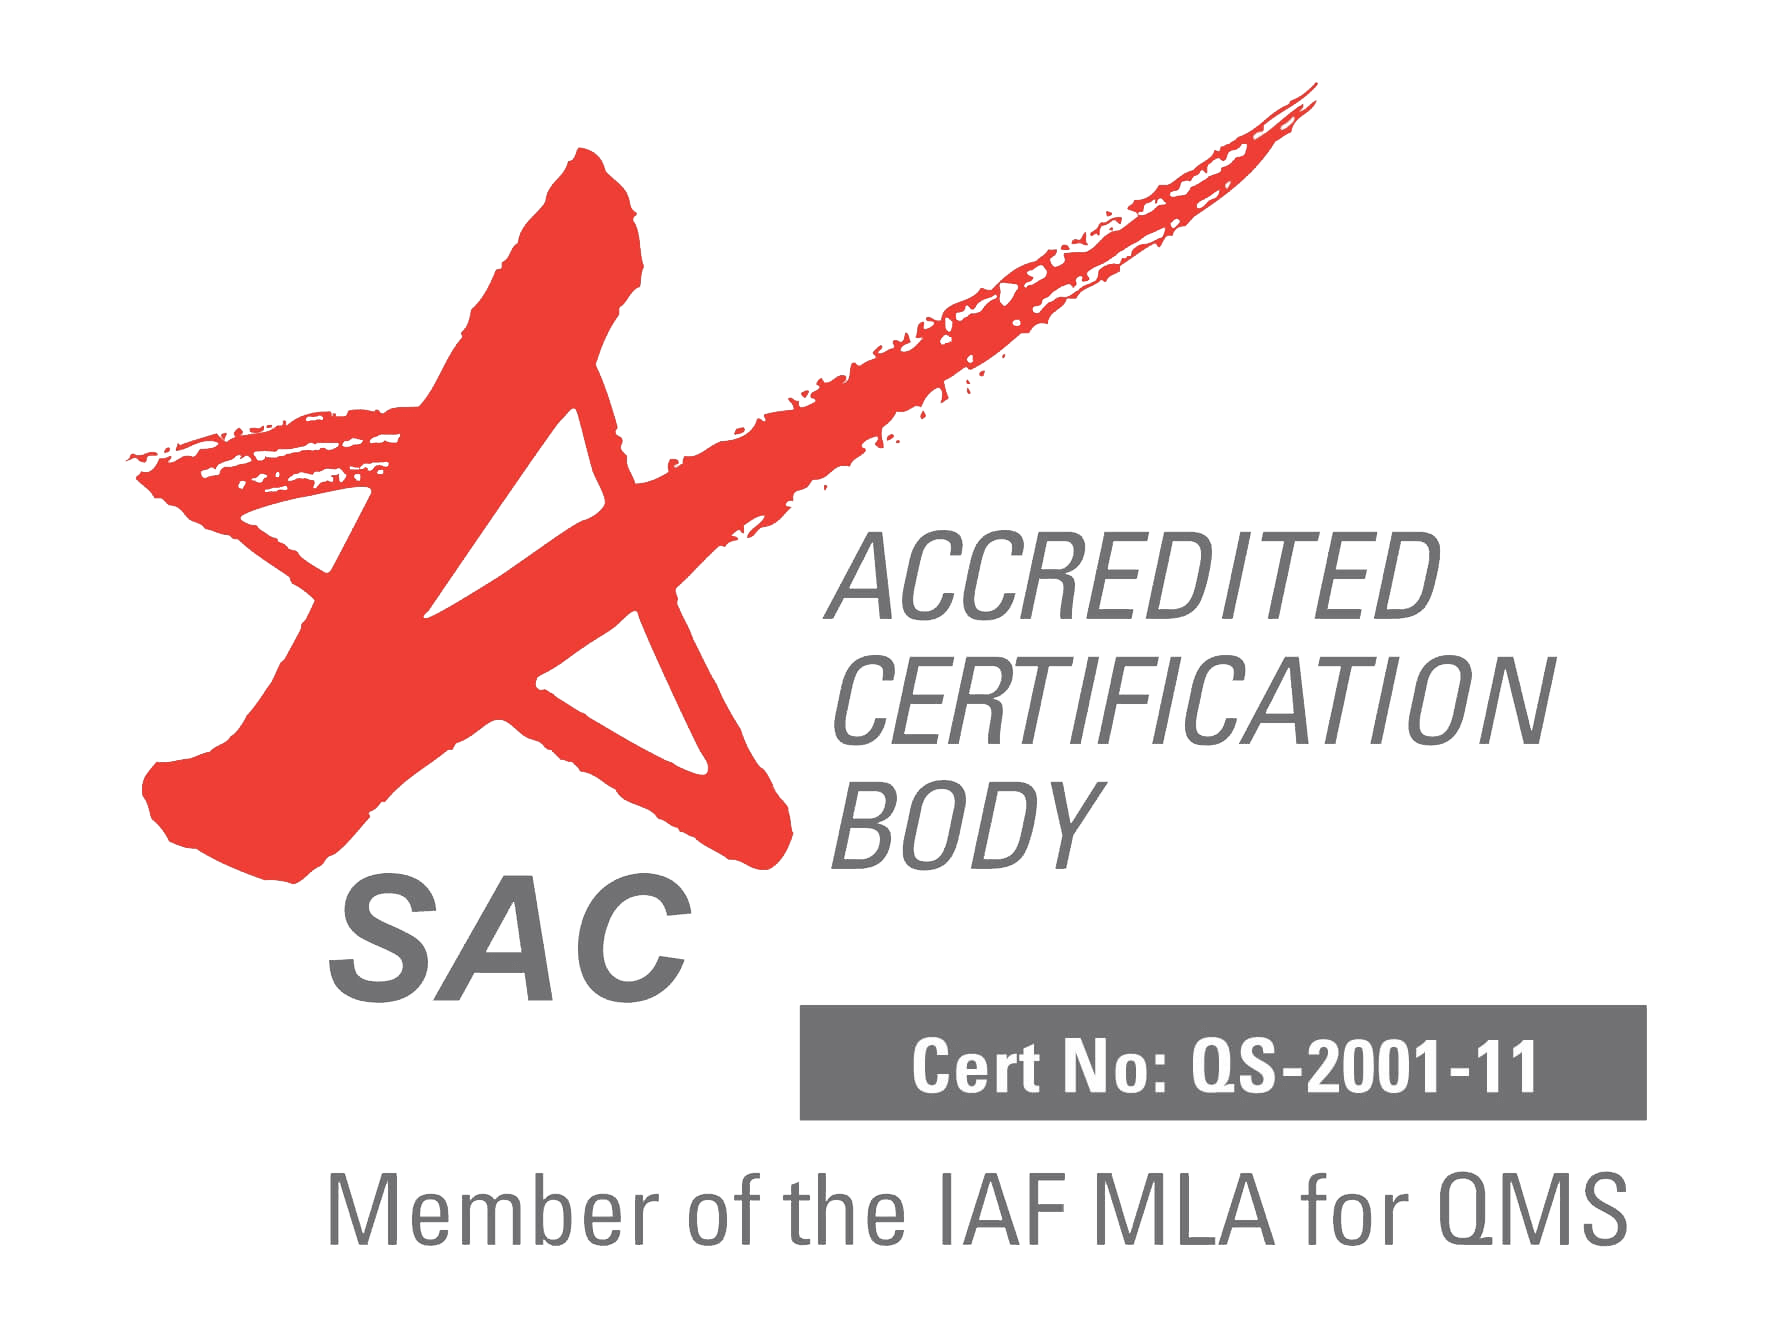 ACCREDITED
CERTIFICATION
BODY
SAC
Cert No: QS-2001-11
Member of the IAF MLA for QMS